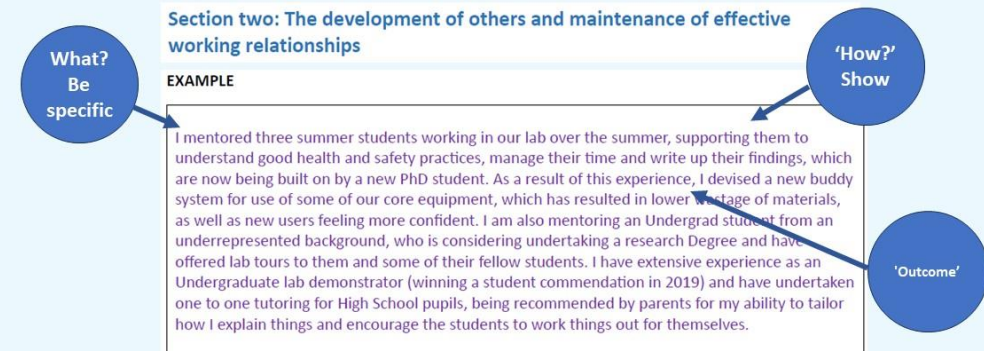 Section two: The development of others and maintenance of effective
working relationships
What?
Be
specific
'How?'
Show
EXAMPLE
I mentored three summer students working in our lab over the summer, supporting them to
understand good health and safety practices, manage their time and write up their findings, which
are now being built on by a new PhD student. As a result of this experience, I devised a new buddy
system for use of some of our core equipment, which has resulted in lower wastage of materials,
as well as new users feeling more confident. I am also mentoring an Undergrad student from an
underrepresented background, who is considering undertaking a research Degree and have
offered lab tours to them and some of their fellow students. I have extensive experience as an
Undergraduate lab demonstrator (winning a student commendation in 2019) and have undertaken
one to one tutoring for High School pupils, being recommended by parents for my ability to tailor
how I explain things and encourage the students to work things out for themselves.
'Outcome'